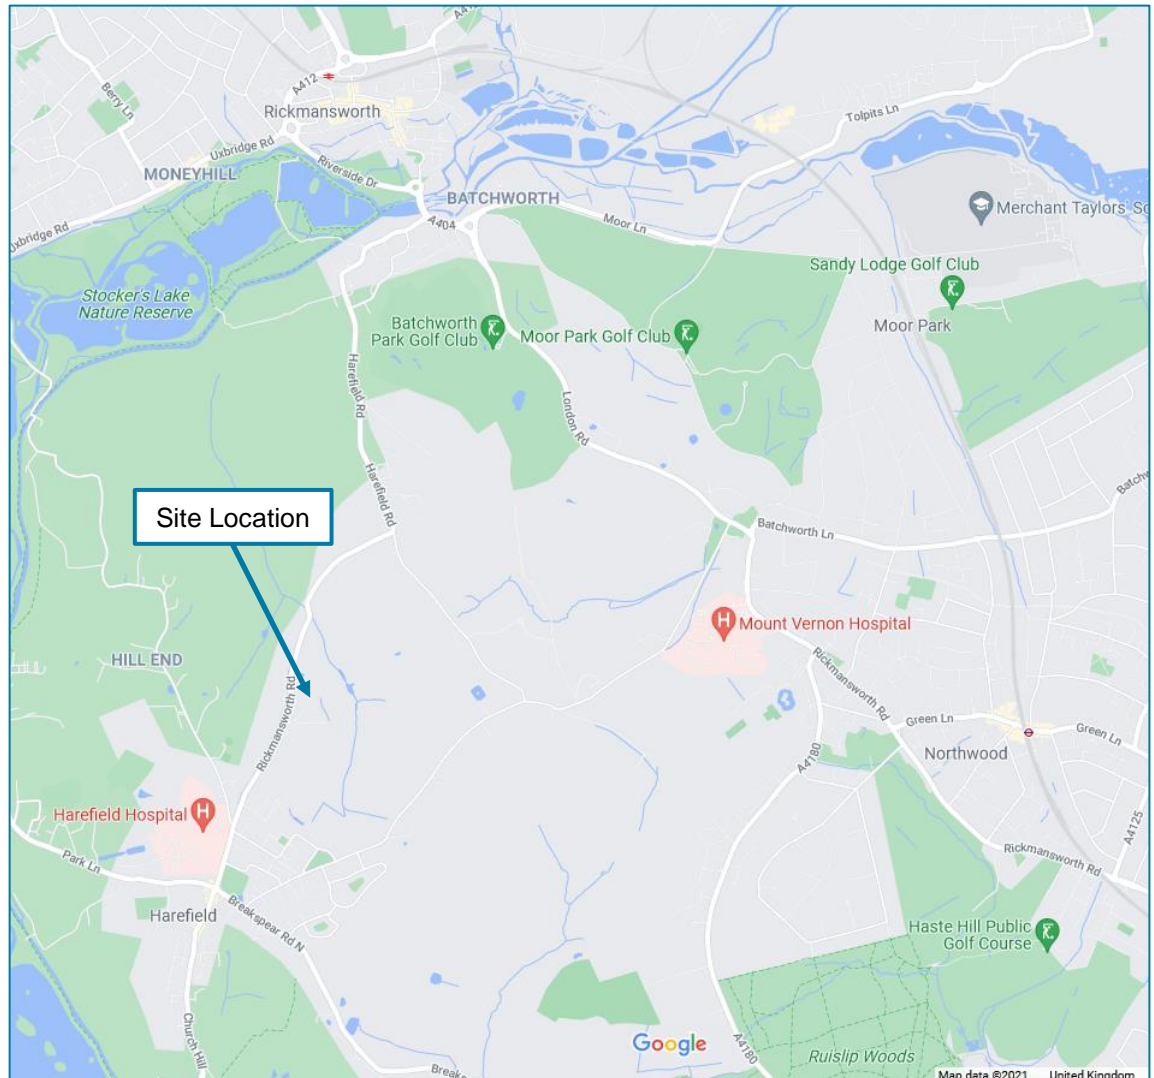 A412
Rickmansworth
Berry Ln
Uxbridge Rd
Riverside Dr
MONEYHILL
BATCHWORTH
A404
Moor Ln
Tolpits Ln
Merchant Taylors
Uxbridge Rd
Stocker's Lake
Nature Reserve
Sandy Lodge Golf Club
Moor Park
Batchworth
Park Golf Club
Moor Park Golf Club
Harefield Rd
London Rd
Harefield Rd
Site Location
Batchworth Ln
H
Mount Vernon Hospital
HILL END
Rickmansworth Rd
Rickmansworth Rd
A4180
Green Ln
Green Ln
Northwood
Harefield Hospital
H
A4125
Park Ln
Rickmansworth Rd
Harefield
Breakspear Rd N
Haste Hill Public
Golf Course
Church Hill
Google
A4180
Ruislip Woods
Map data ©2021
United Kingdom